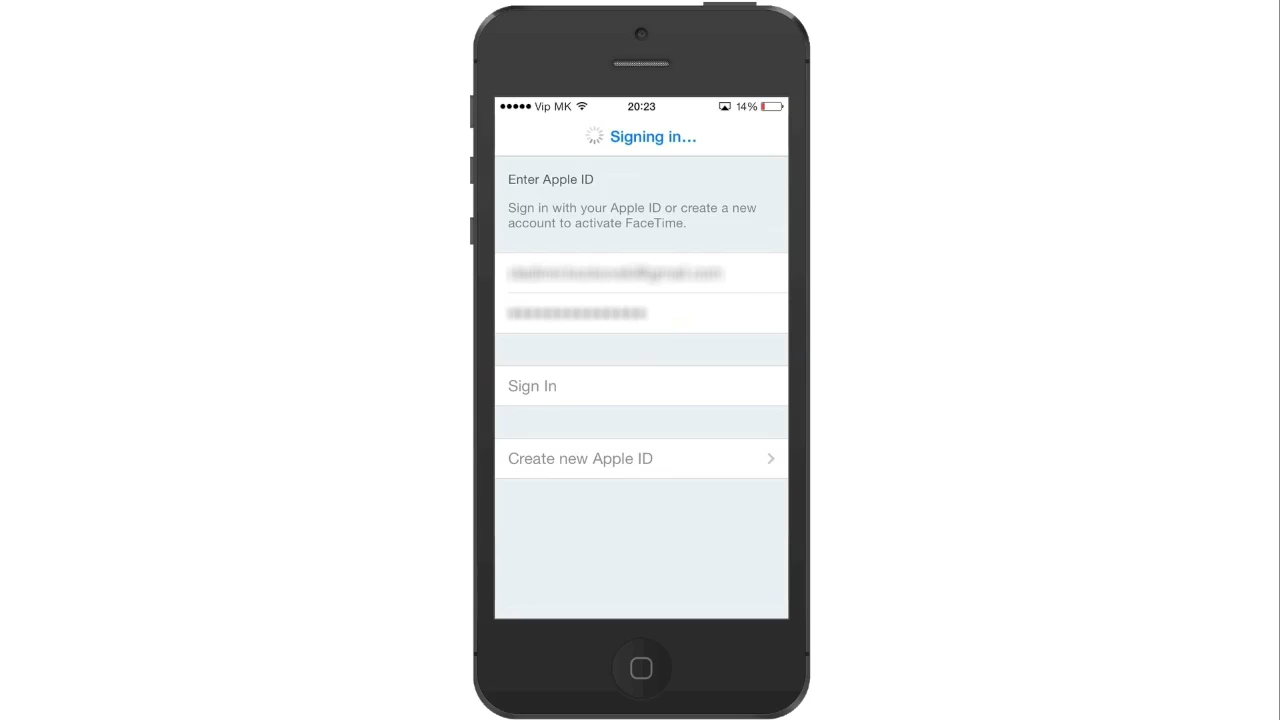 Vip MK 20:23 14%
Signing in...
Enter Apple ID
Sign in with your Apple ID or create a new
account to activate FaceTime.
Sign In
Create new Apple ID